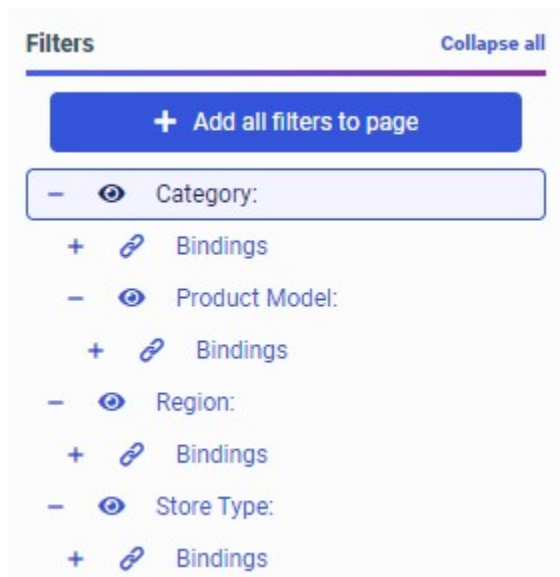 Filters Collapse all
+ Add all filters to page
− Category:
+ Bindings
− Product Model:
+ Bindings
− Region:
+ Bindings
− Store Type:
+ Bindings